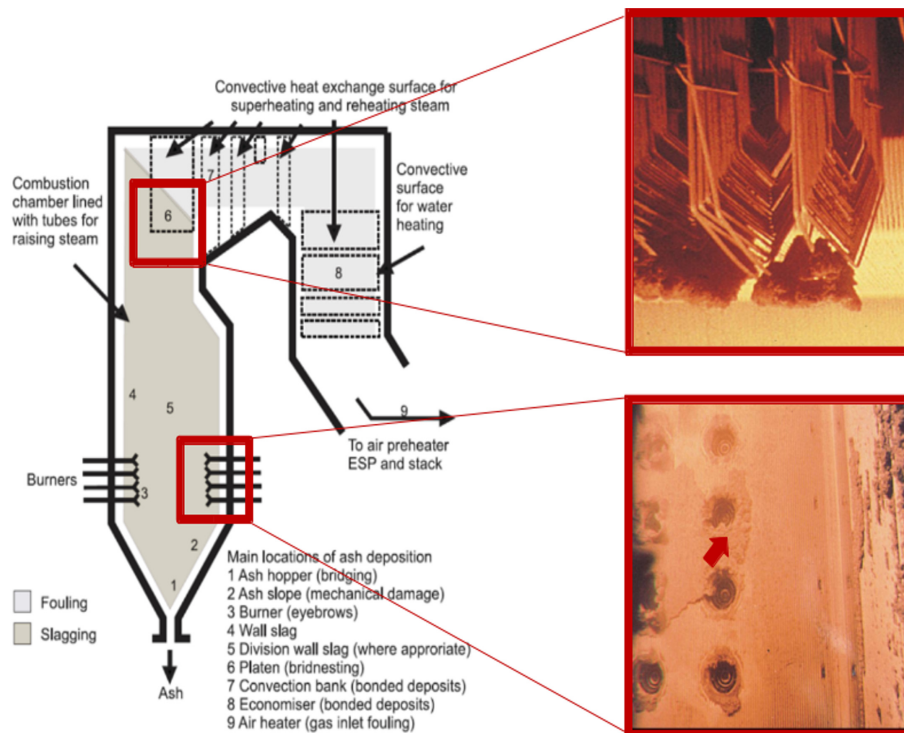 Convective heat exchange surface for
superheating and reheating steam
Combustion
chamber lined
with tubes for
raising steam
Convective
surface
for water
heating
7
6
8
4
5
9
To air preheater
ESP and stack
Burners
3
2
1
Fouling
Slagging
Ash
Main locations of ash deposition
1 Ash hopper (bridging)
2 Ash slope (mechanical damage)
3 Burner (eyebrows)
4 Wall slag
5 Division wall slag (where approriate)
6 Platen (bridnesting)
7 Convection bank (bonded deposits)
8 Economiser (bonded deposits)
9 Air heater (gas inlet fouling)